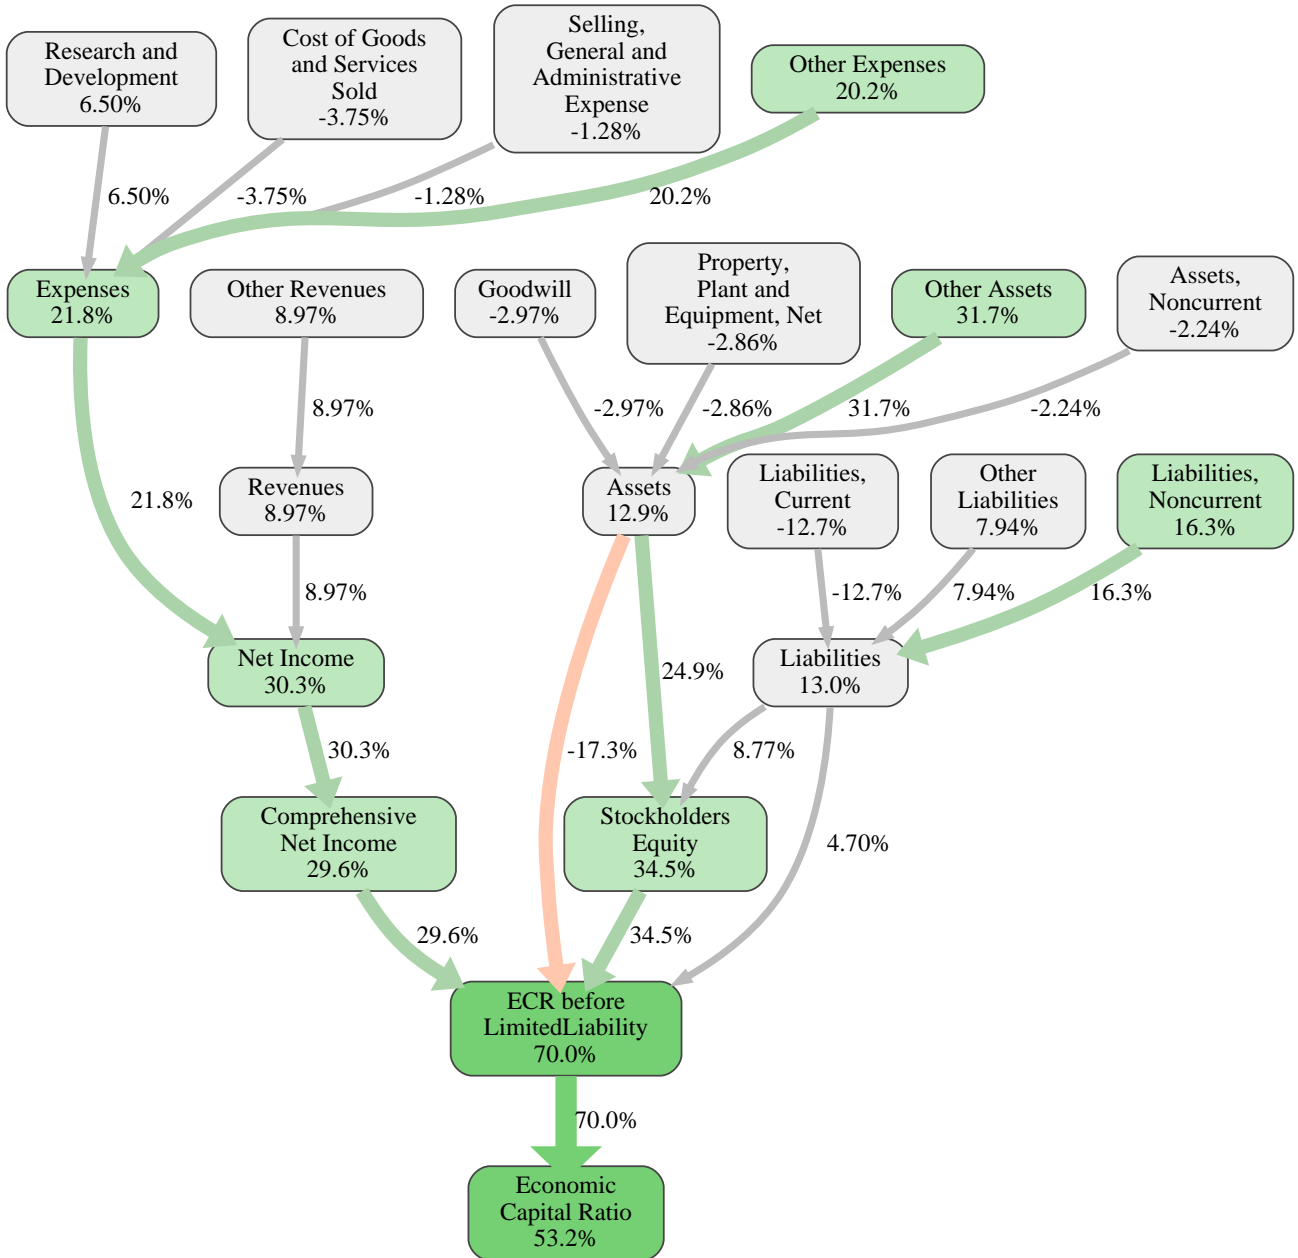 Research and
Development
6.50%
Cost of Goods
and Services
Sold
-3.75%
Selling,
General and
Administrative
Expense
-1.28%
Other Expenses
20.2%
6.50%
-3.75%
-1.28%
20.2%
Expenses
21.8%
Other Revenues
8.97%
Goodwill
-2.97%
Property,
Plant and
Equipment, Net
-2.86%
Other Assets
31.7%
Assets,
Noncurrent
-2.24%
8.97%
-2.97%
-2.86%
31.7%
-2.24%
21.8%
Revenues
8.97%
Assets
12.9%
Liabilities,
Current
-12.7%
Other
Liabilities
7.94%
Liabilities,
Noncurrent
16.3%
8.97%
-12.7%
7.94%
16.3%
Net Income
30.3%
24.9%
Liabilities
13.0%
30.3%
-17.3%
8.77%
Comprehensive
Net Income
29.6%
Stockholders
Equity
34.5%
4.70%
29.6%
34.5%
ECR before
LimitedLiability
70.0%
70.0%
Economic
Capital Ratio
53.2%